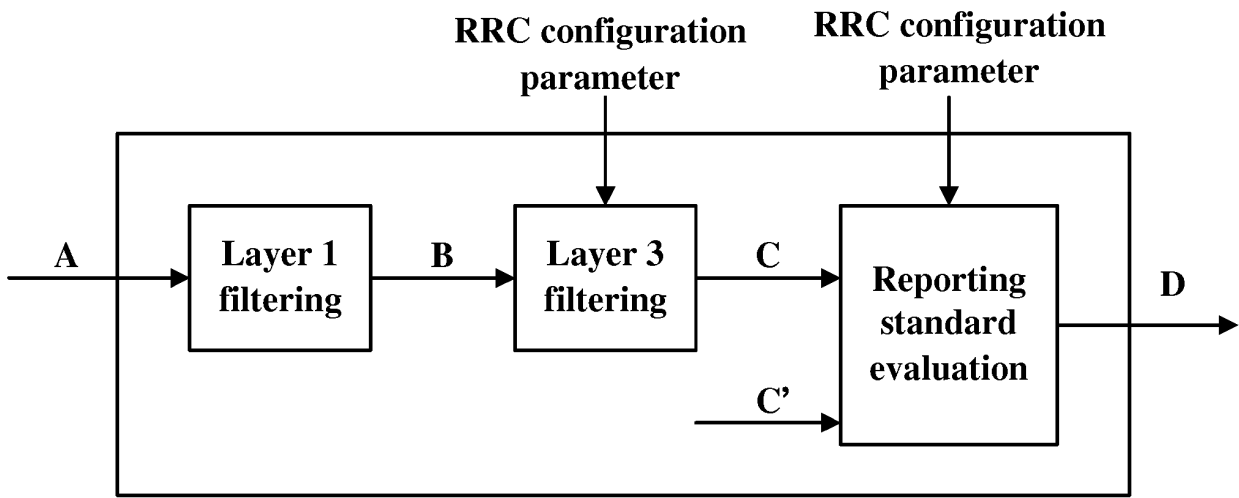 RRC configuration
parameter
RRC configuration
parameter
A
Layer 1
filtering
B
Layer 3
filtering
C
C'
Reporting
standard
evaluation
D